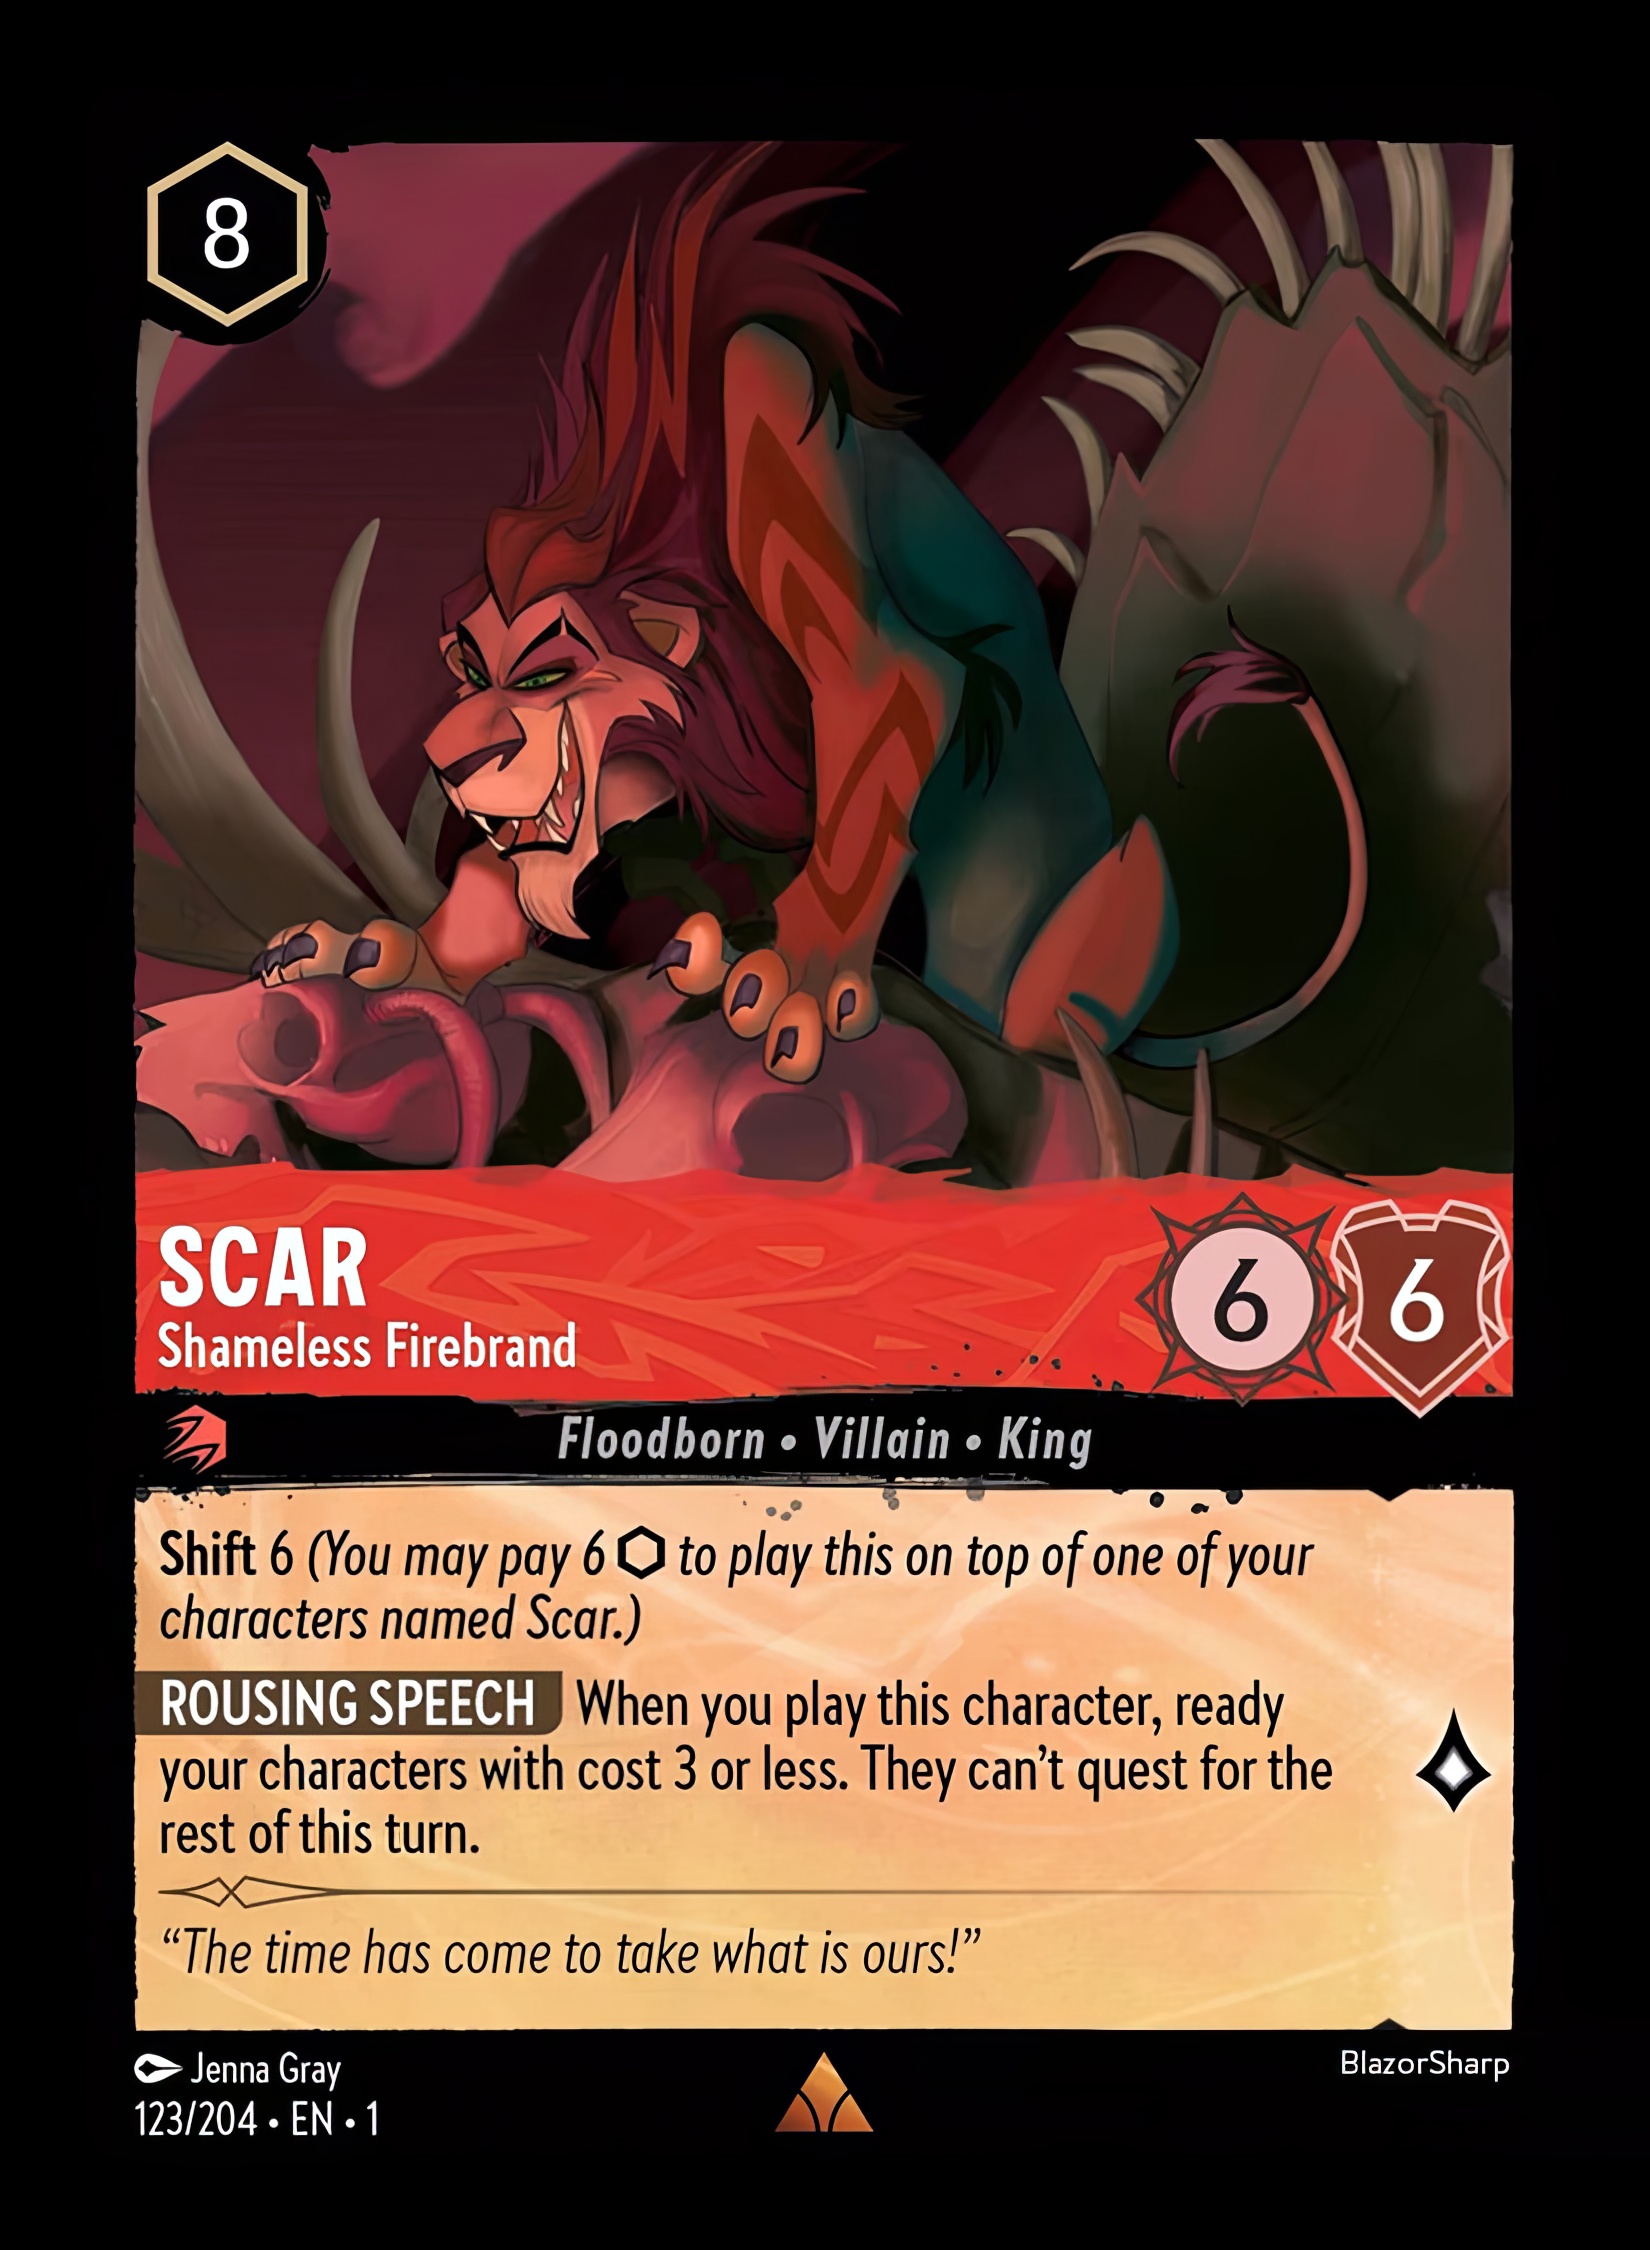 8
SCAR
Shameless Firebrand
6
6
Floodborn • Villain • King
Shift 6 (You may pay 6 ⬡ to play this on top of one of your
characters named Scar.)
ROUSING SPEECH When you play this character, ready
your characters with cost 3 or less. They can't quest for the
rest of this turn.
“The time has come to take what is ours!”
Jenna Gray
BlazorSharp
123/204 • EN • 1